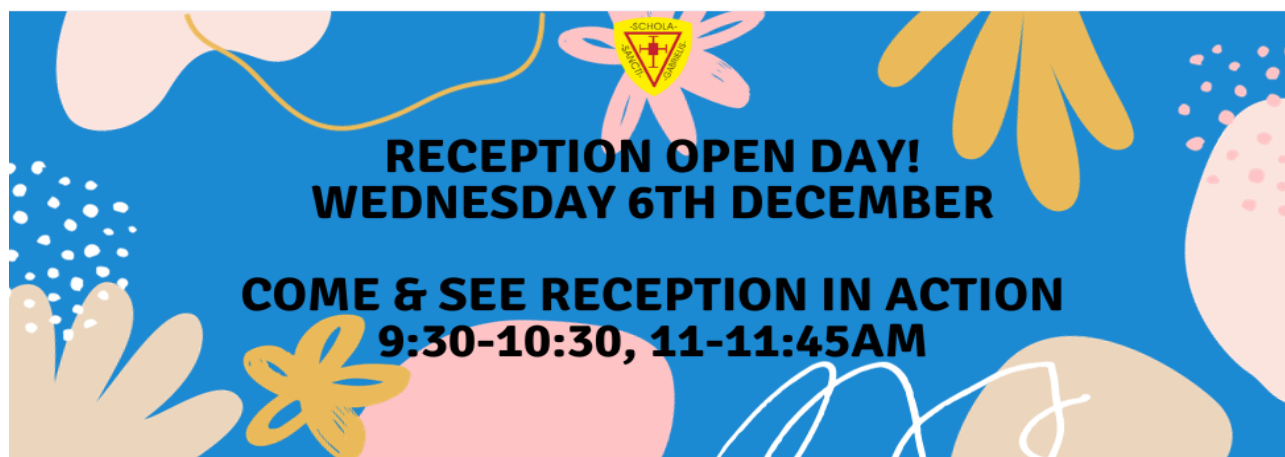 -SCHOLA-
-SANCTI-
-GABRIELIS-
RECEPTION OPEN DAY!
WEDNESDAY 6TH DECEMBER
COME & SEE RECEPTION IN ACTION
9:30-10:30, 11-11:45AM